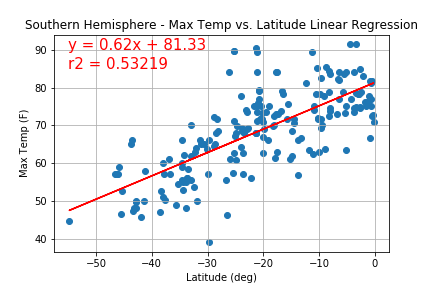 Southern Hemisphere - Max Temp vs. Latitude Linear Regression
y = 0.62x + 81.33
r2 = 0.53219
90
80
70
60
50
40
Max Temp (F)
−50
−40
−30
−20
−10
0
Latitude (deg)